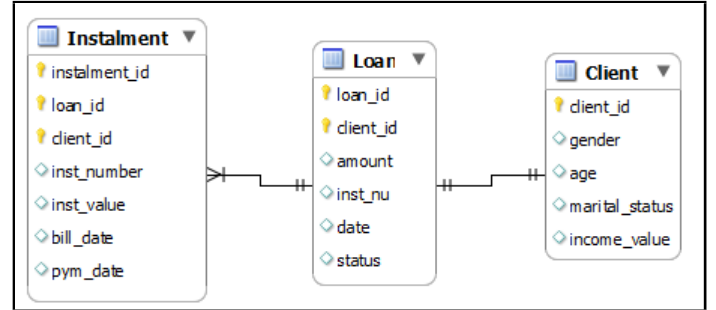 Instalment
instalment_id
loan_id
client_id
inst_number
inst_value
bill_date
pym_date
Loan
loan_id
client_id
amount
inst_nu
date
status
Client
client_id
gender
age
marital_status
income_value